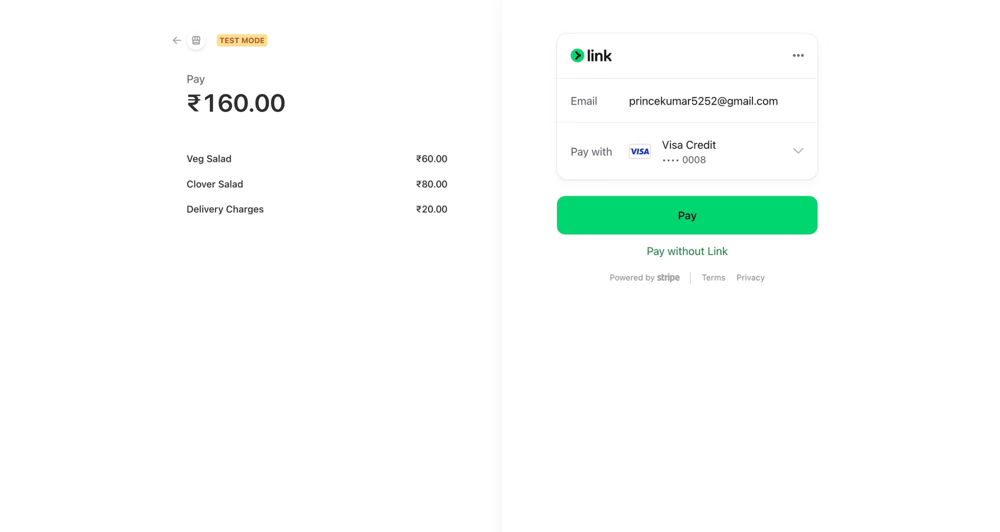 TEST MODE
Pay
₹160.00
Veg Salad ₹60.00
Clover Salad ₹80.00
Delivery Charges ₹20.00
link
Email princekumar5252@gmail.com
Pay with VISA Visa Credit
•••• 0008
Pay
Pay without Link
Powered by stripe Terms Privacy